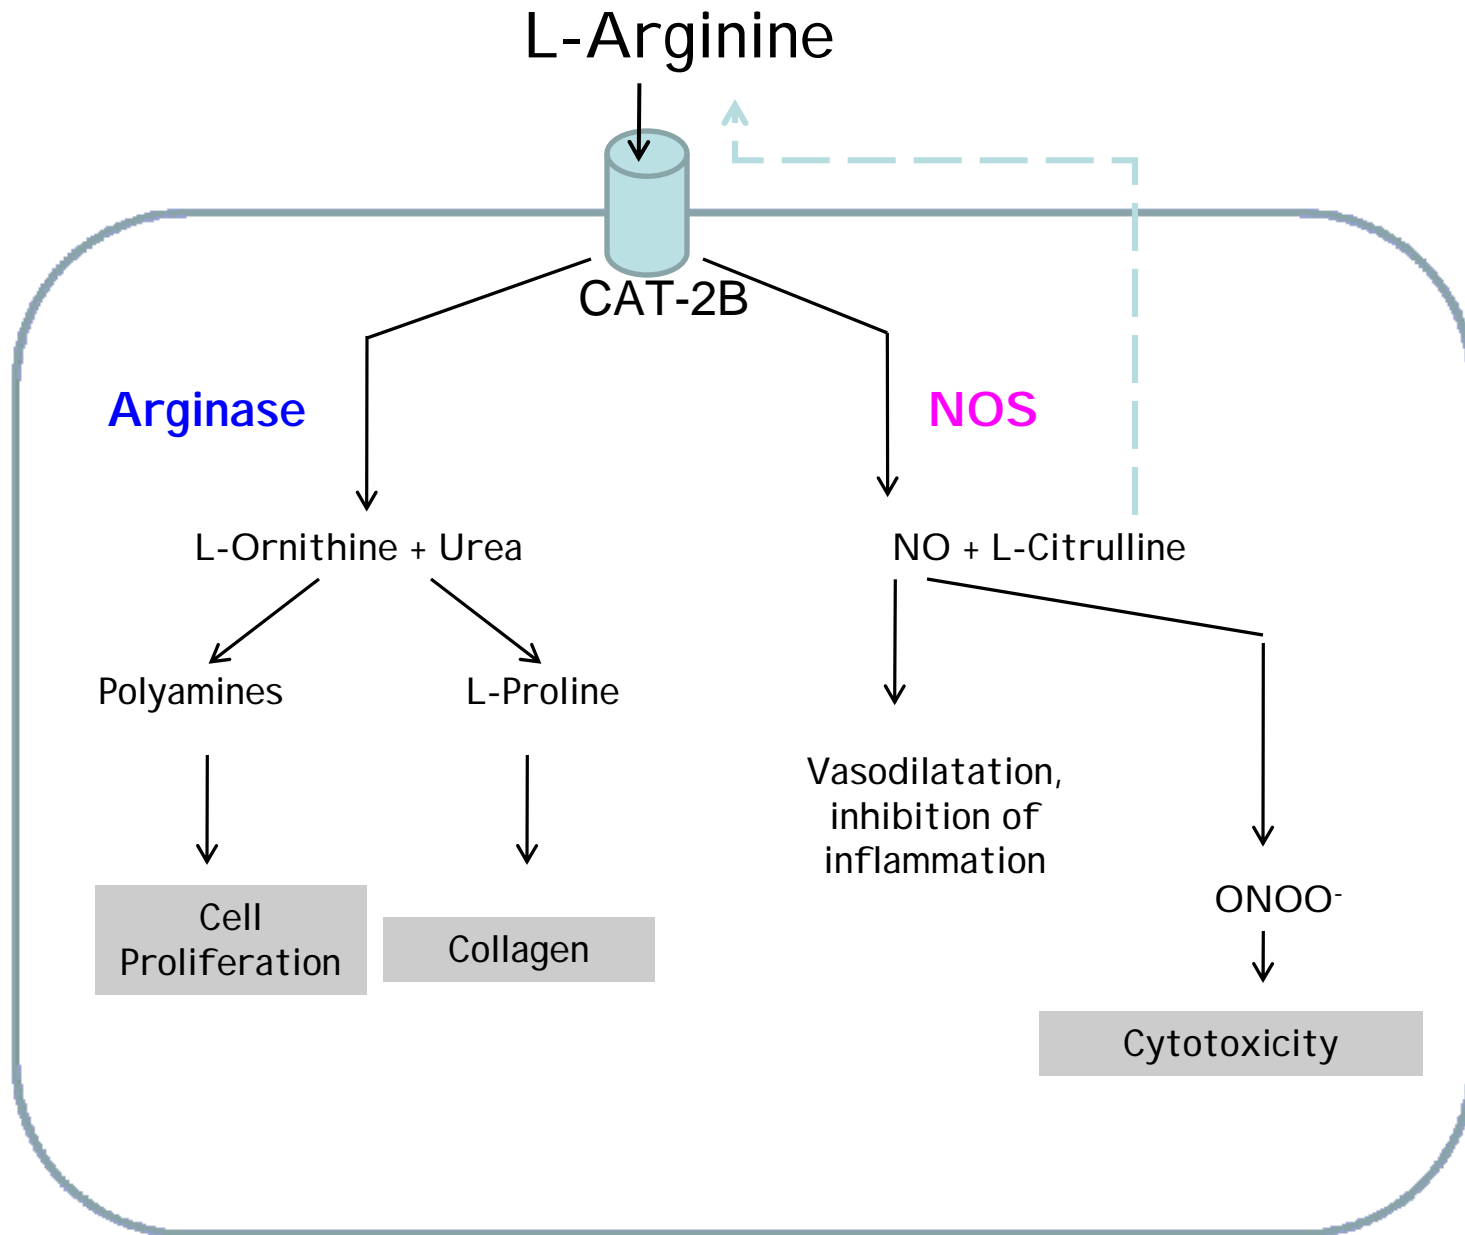 L-Arginine
CAT-2B
Arginase
NOS
L-Ornithine + Urea
NO + L-Citrulline
Polyamines
L-Proline
Vasodilatation,
inhibition of
inflammation
Cell
Proliferation
Collagen
ONOO-
Cytotoxicity